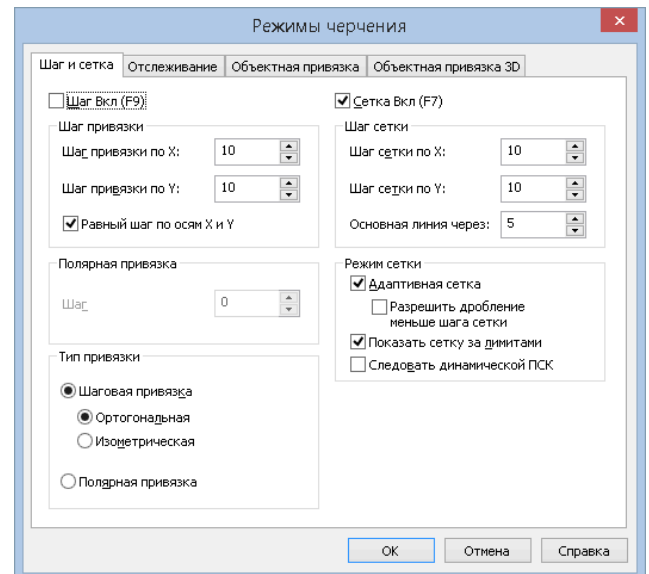 Режимы черчения
Шаг и сетка
Отслеживание
Объектная привязка
Объектная привязка 3D
Шаг Вкл (F9)
Сетка Вкл (F7)
Шаг привязки
Шаг привязки по X: 10
Шаг привязки по Y: 10
Равный шаг по осям X и Y
Шаг сетки
Шаг сетки по X: 10
Шаг сетки по Y: 10
Основная линия через: 5
Полярная привязка
Шаг 0
Режим сетки
Адаптивная сетка
Разрешить дробление
меньше шага сетки
Показать сетку за лимитами
Следовать динамической ПСК
Тип привязки
Шаговая привязка
Ортогональная
Изометрическая
Полярная привязка
ОК
Отмена
Справка